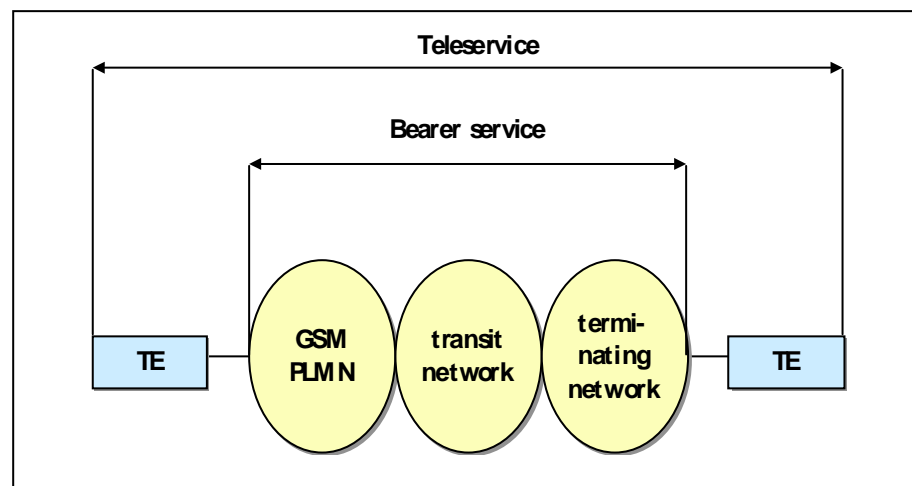 Teleservice
Bearer service
TE
GSM
PLMN
transit
network
termi-
nating
network
TE